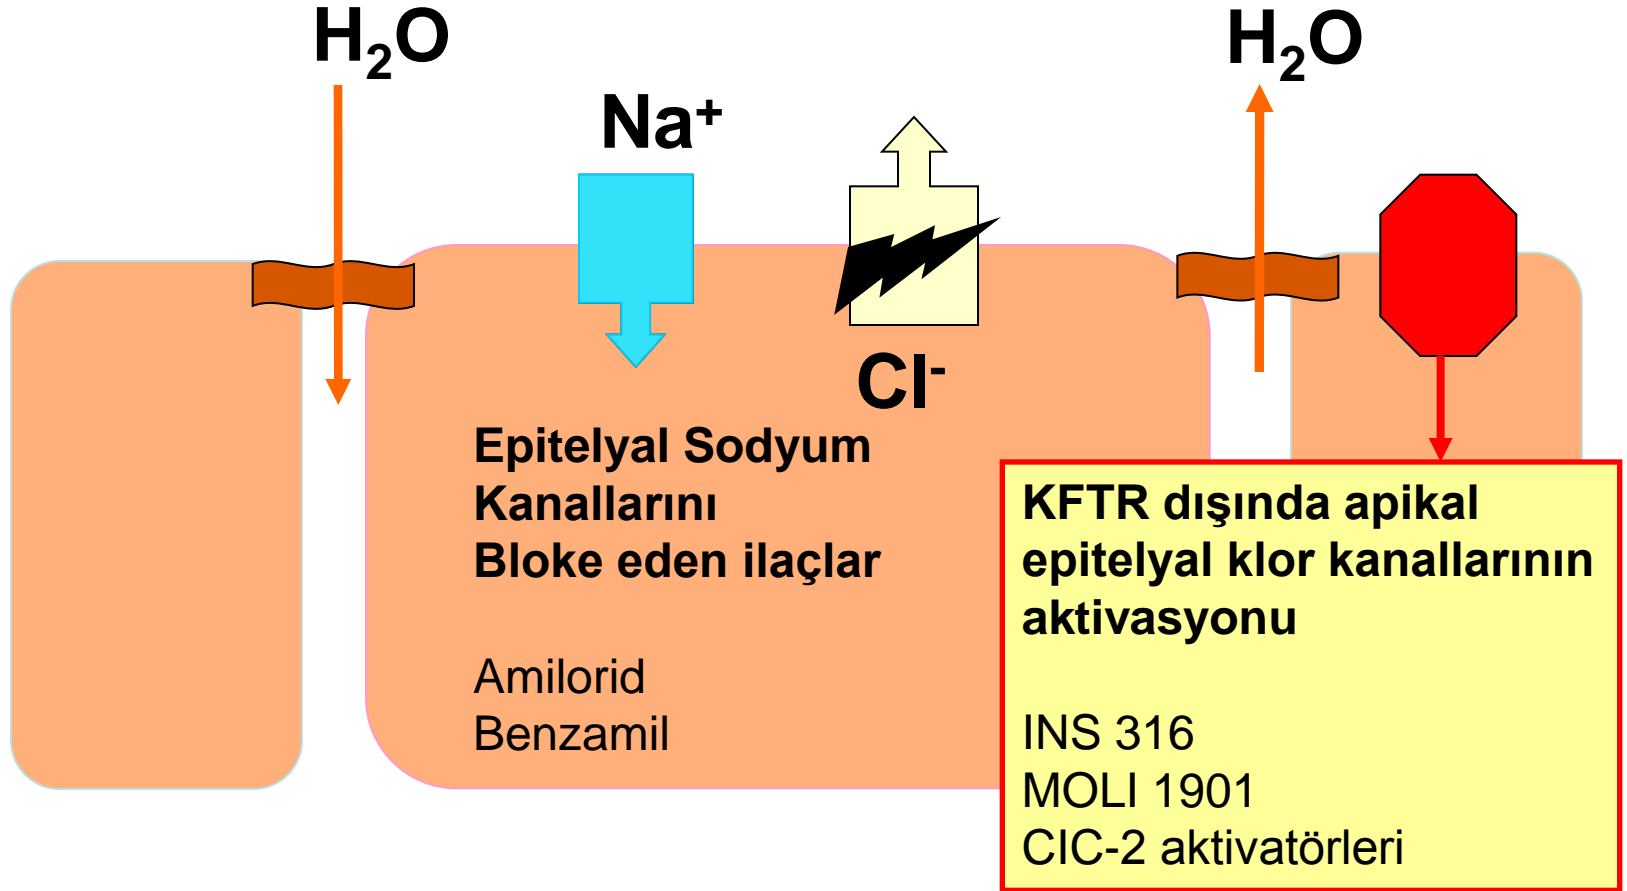 H₂O
H₂O
Na⁺
Cl⁻
Epitelyal Sodyum
Kanallarını
Bloke eden ilaçlar
Amilorid
Benzamil
KFTR dışında apikal
epitelyal klor kanallarının
aktivasyonu
INS 316
MOLI 1901
CIC-2 aktivatörleri